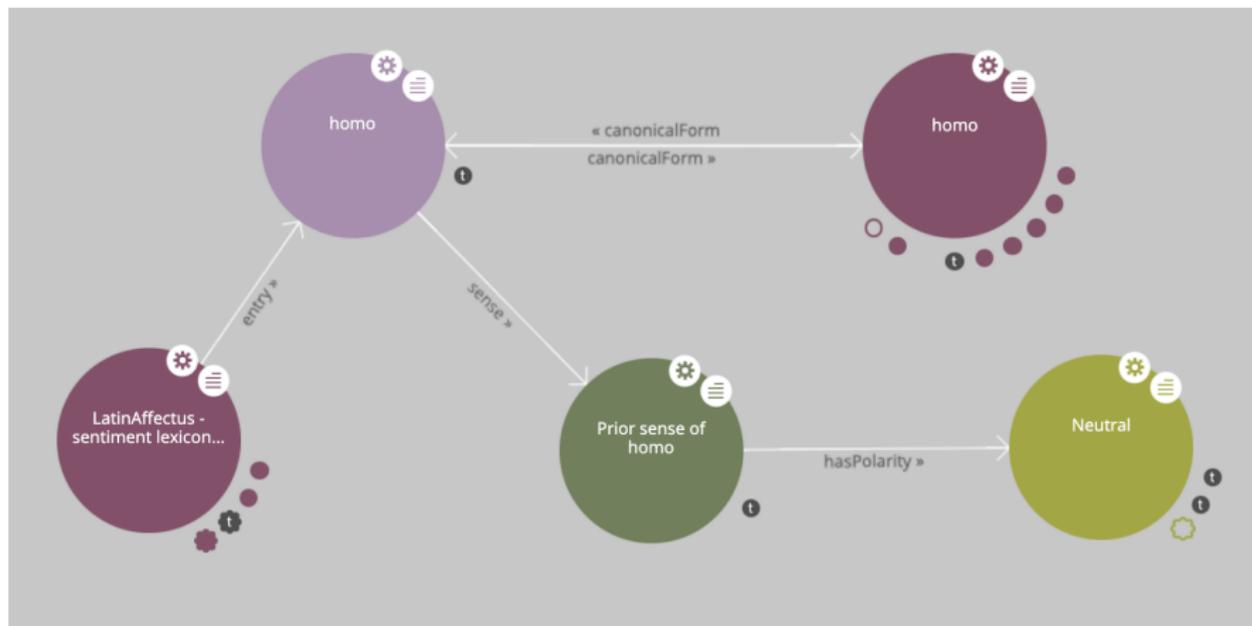 homo
« canonicalForm
canonicalForm »
homo
t
t
entry »
sense »
LatinAffectus -
sentiment lexicon...
t
Prior sense of
homo
t
hasPolarity »
Neutral
t
t